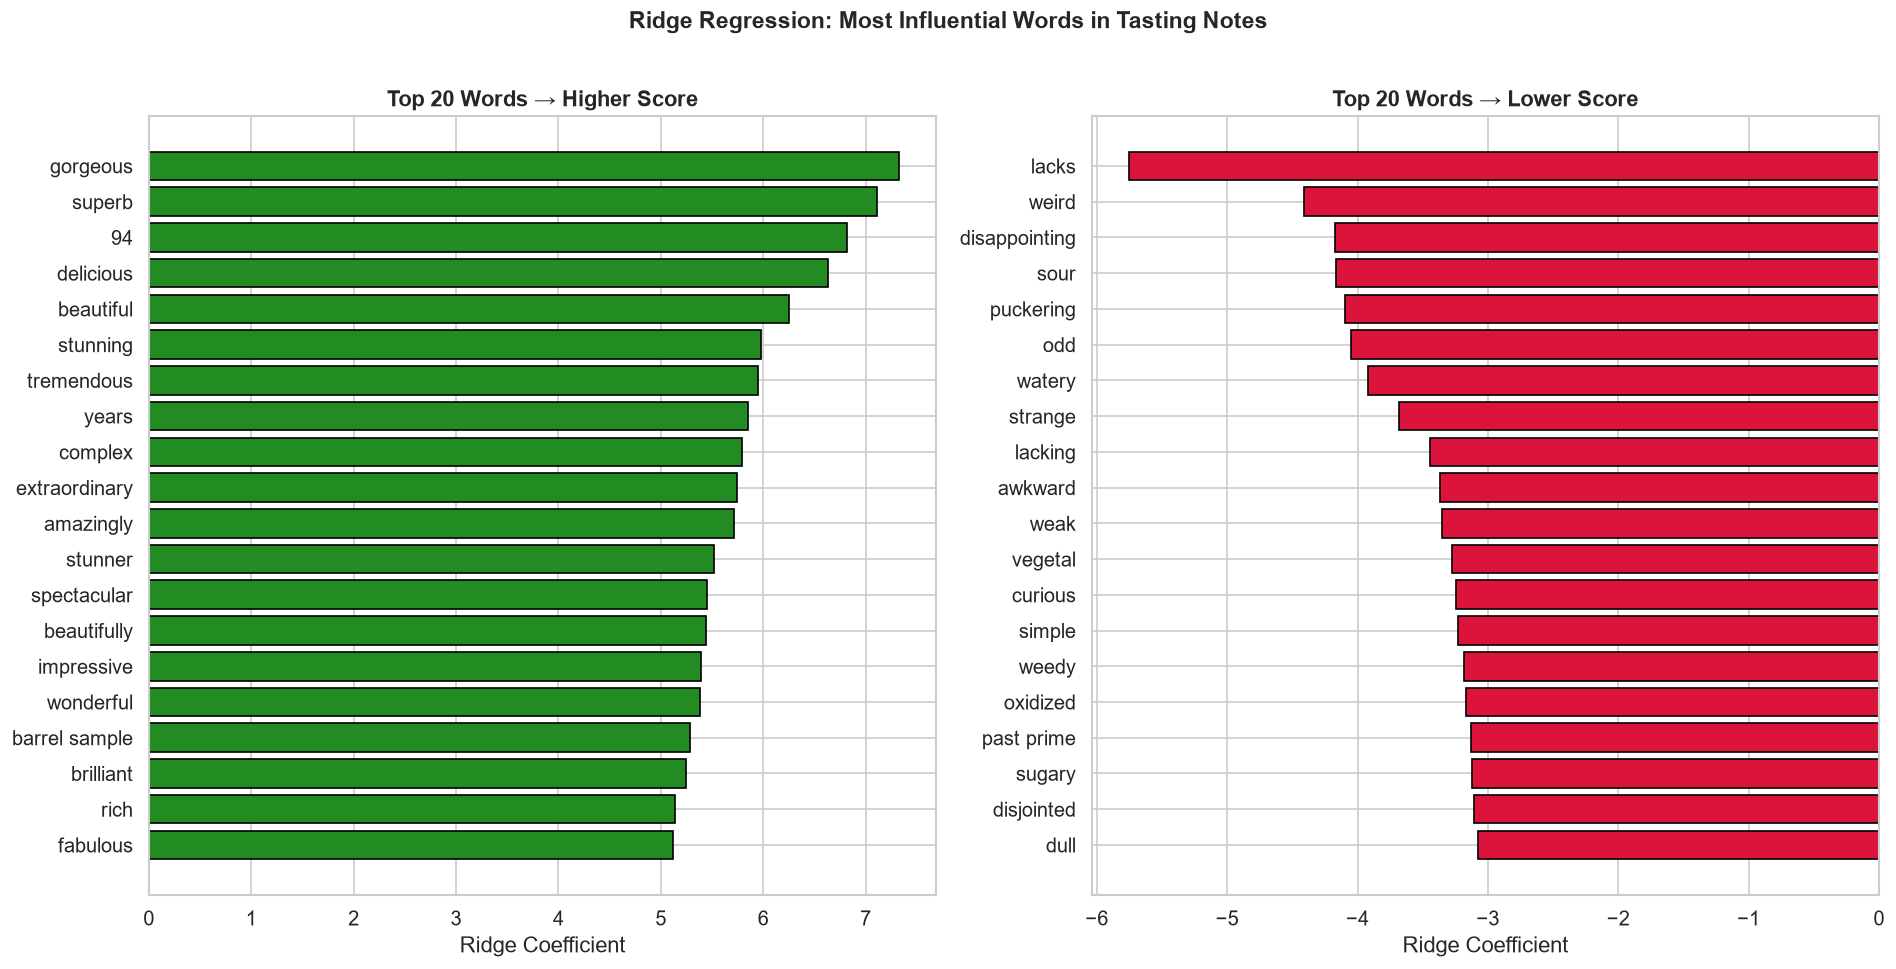 Ridge Regression: Most Influential Words in Tasting Notes
Top 20 Words → Higher Score
gorgeous
superb
94
delicious
beautiful
stunning
tremendous
years
complex
extraordinary
amazingly
stunner
spectacular
beautifully
impressive
wonderful
barrel sample
brilliant
rich
fabulous
0 1 2 3 4 5 6 7
Ridge Coefficient
Top 20 Words → Lower Score
lacks
weird
disappointing
sour
puckering
odd
watery
strange
lacking
awkward
weak
vegetal
curious
simple
weedy
oxidized
past prime
sugary
disjointed
dull
−6 −5 −4 −3 −2 −1 0
Ridge Coefficient